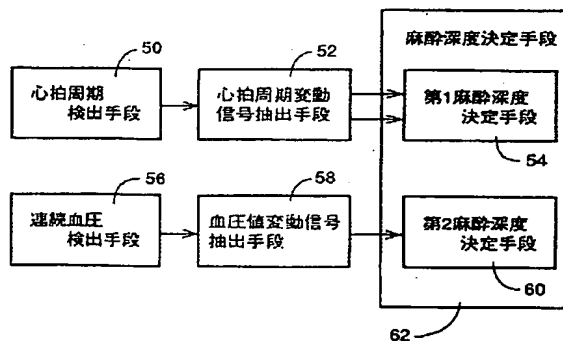 50
52
麻酔深度決定手段
心拍周期
検出手段
心拍周期変動
信号抽出手段
第1麻酔深度
決定手段
54
56
58
連続血圧
検出手段
血圧値変動信号
抽出手段
第2麻酔深度
決定手段
60
62